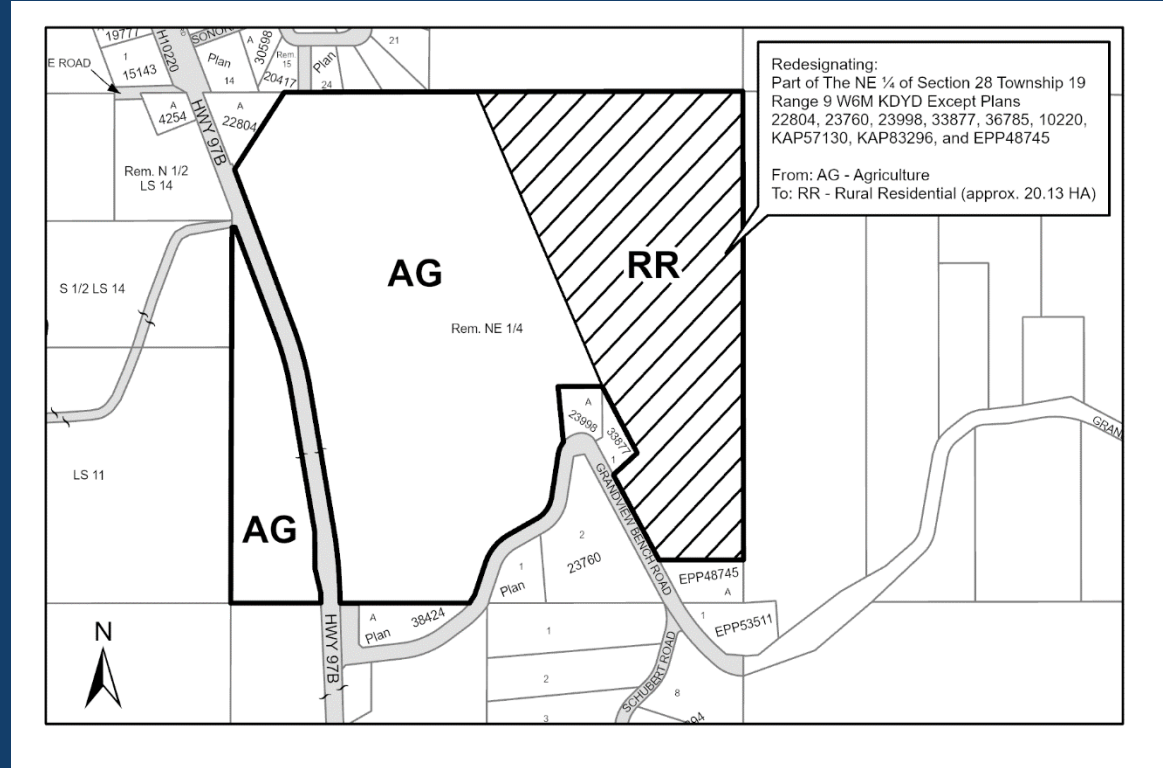 19777
1
15143
E ROAD
H10220
SONOR
Plan
14
A
30598
Rem.
15
20417
Plan
24
21
A
4254
A
22804
HWY 97B
Rem. N 1/2
LS 14
S 1/2 LS 14
LS 11
AG
Rem. NE 1/4
RR
AG
Redesignating:
Part of The NE ¼ of Section 28 Township 19
Range 9 W6M KDYD Except Plans
22804, 23760, 23998, 33877, 36785, 10220,
KAP57130, KAP83296, and EPP48745
From: AG - Agriculture
To: RR - Rural Residential (approx. 20.13 HA)
A
23998
33877
1
GRANDVIEW BENCH ROAD
2
23760
1
Plan
EPP48745
A
1
EPP53511
A
Plan 38424
HWY 97B
1
2
3
SCHUBERT ROAD
8
GRAN
N